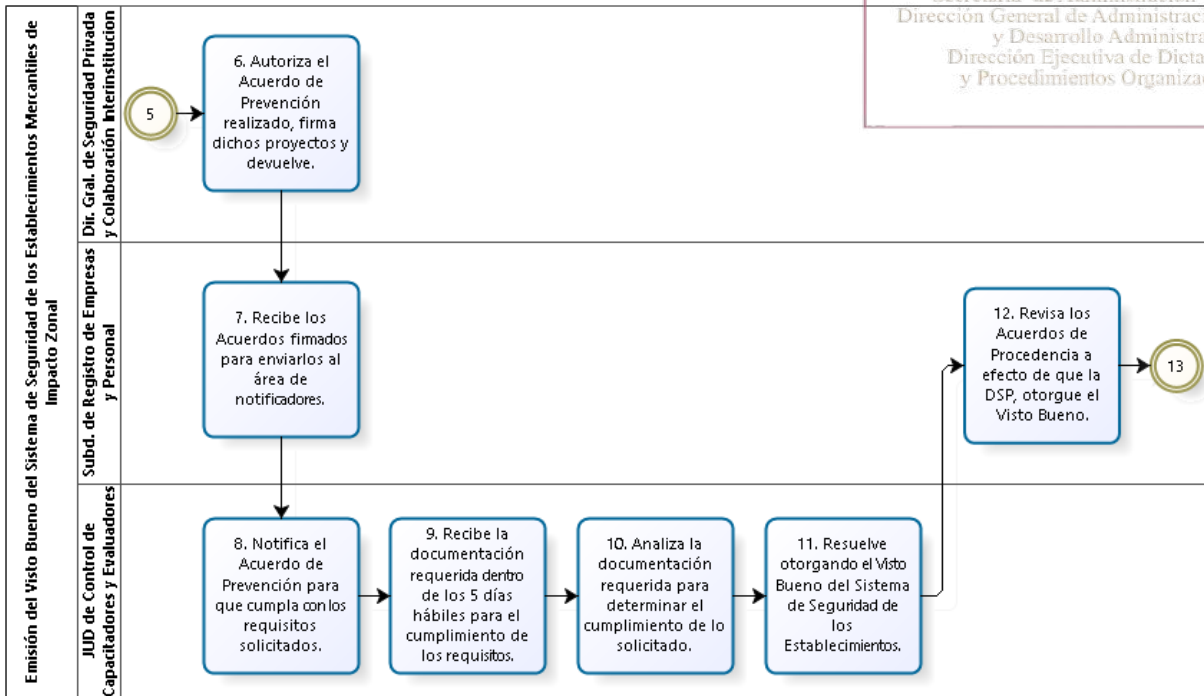 Dirección General de
y Desarrollo
Dirección Ejecutiva de
y Procedimientos
Emisión del Visto Bueno del Sistema de Seguridad de los Establecimientos Mercantiles de
Impacto Zonal
Dir. Gral. de Seguridad Privada
y Colaboración Interinstitucion
5
6. Autoriza el
Acuerdo de
Prevención
realizado, firma
dichos proyectos y
devuelve.
Subd. de Registro de Empresas
y Personal
7. Recibe los
Acuerdos firmados
para enviarlos al
área de
notificadores.
12. Revisa los
Acuerdos de
Procedencia a
efecto de que la
DSP, otorgue el
Visto Bueno.
13
JUD de Control de
Capacitadores y Evaluadores
8. Notifica el
Acuerdo de
Prevención para
que cumpla con los
requisitos
solicitados.
9. Recibe la
documentación
requerida dentro
de los 5 días
hábiles para el
cumplimiento de
los requisitos.
10. Analiza la
documentación
requerida para
determinar el
cumplimiento de lo
solicitado.
11. Resuelve
otorgando el Visto
Bueno del Sistema
de Seguridad de
los
Establecimientos.